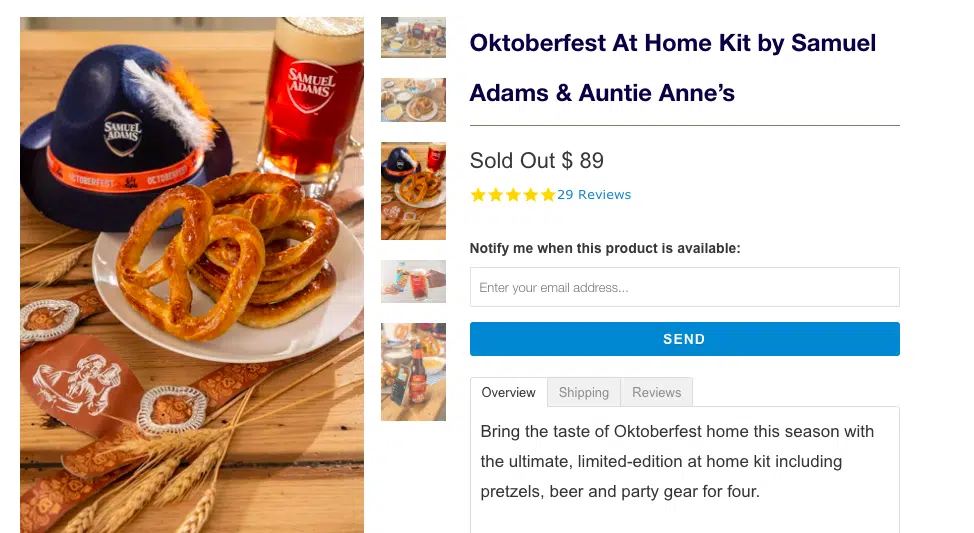 SAMUEL
ADAMS
SAMUEL
ADAMS
OKTOBERFEST
OKTOBERFEST
Oktoberfest At Home Kit by Samuel
Adams & Auntie Anne’s
Sold Out $ 89
29 Reviews
Notify me when this product is available:
Enter your email address...
SEND
Overview
Shipping
Reviews
Bring the taste of Oktoberfest home this season with
the ultimate, limited-edition at home kit including
pretzels, beer and party gear for four.